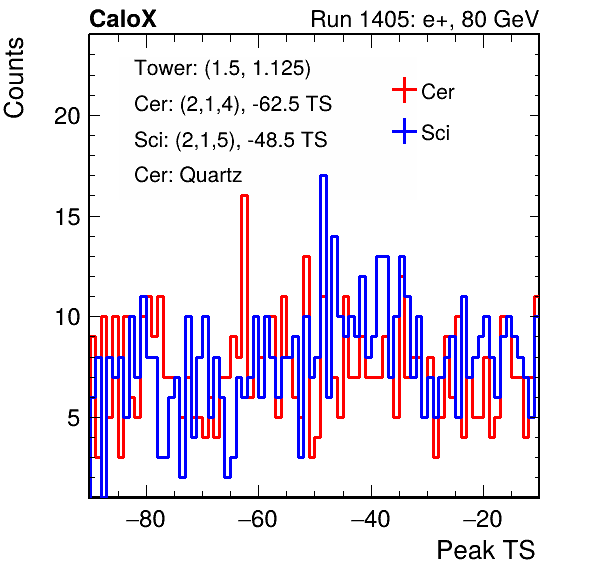 CaloX
Run 1405: e+, 80 GeV
Counts
Tower: (1.5, 1.125)
Cer: (2,1,4), -62.5 TS
Sci: (2,1,5), -48.5 TS
Cer: Quartz
Cer
Sci
20
15
10
5
−80
−60
−40
−20
Peak TS